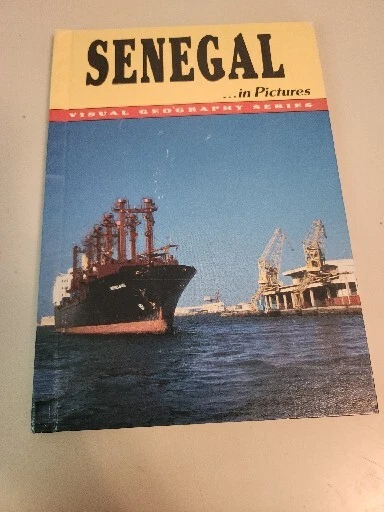 SENEGAL
...in Pictures
VISUAL GEOGRAPHY SERIES